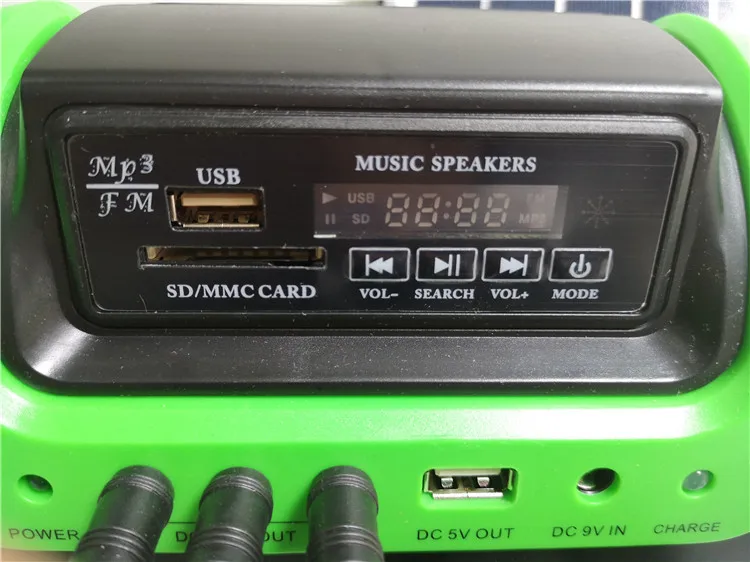 Mp3
FM
USB
MUSIC SPEAKERS
USB
SD
88:88
FM
MP3
SD/MMC CARD
VOL-
SEARCH
VOL+
MODE
POWER
OUT
DC 5V OUT
DC 9V IN
CHARGE